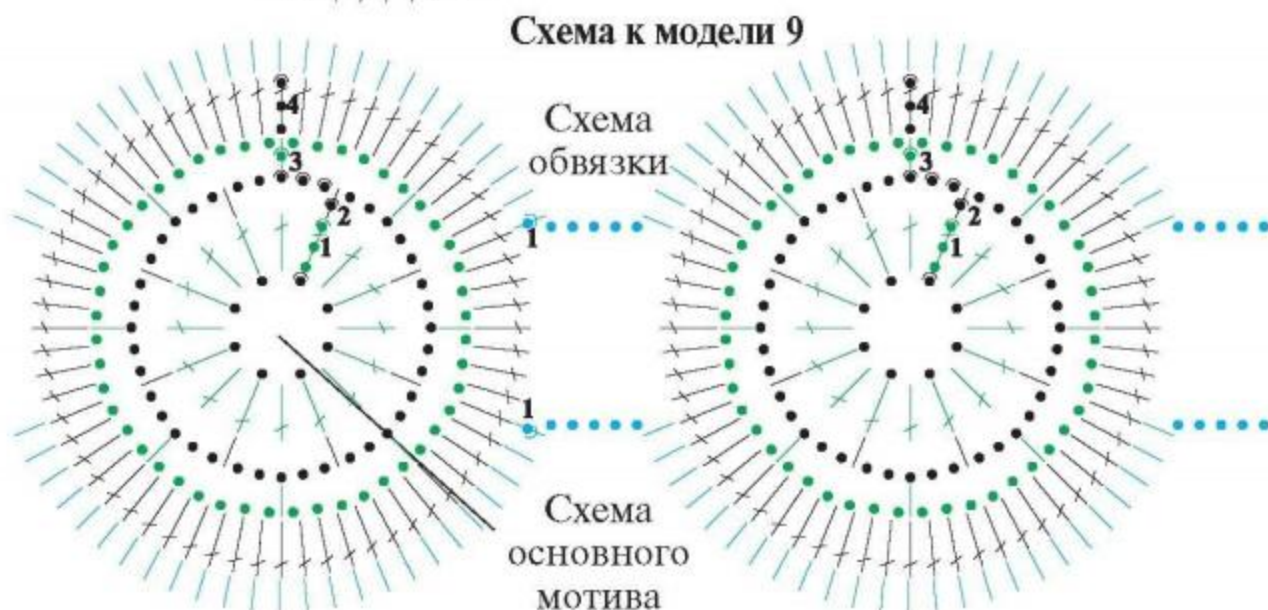 Схема к модели 9
Схема
обвязки
4
3
2
1
1
1
4
3
2
1
Схема
основного
мотива